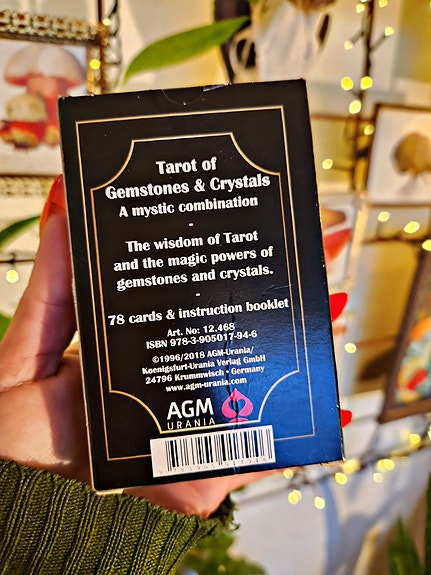 Tarot of
Gemstones & Crystals
A mystic combination
-
The wisdom of Tarot
and the magic powers of
gemstones and crystals.
-
78 cards & instruction booklet
Art. No: 12.468
ISBN 978-3-905017-94-6
©1996/2018 AGM-Urania/
Koenigsfurt-Urania Verlag GmbH
24796 Krummwisch • Germany
www.agm-urania.com
AGM
URANIA